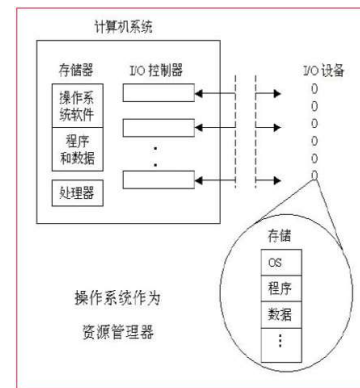 计算机系统
存储器
I/O 控制器
I/O 设备
操作系
统软件
程序
和数据
处理器
存储
OS
程序
数据
操作系统作为
资源管理器